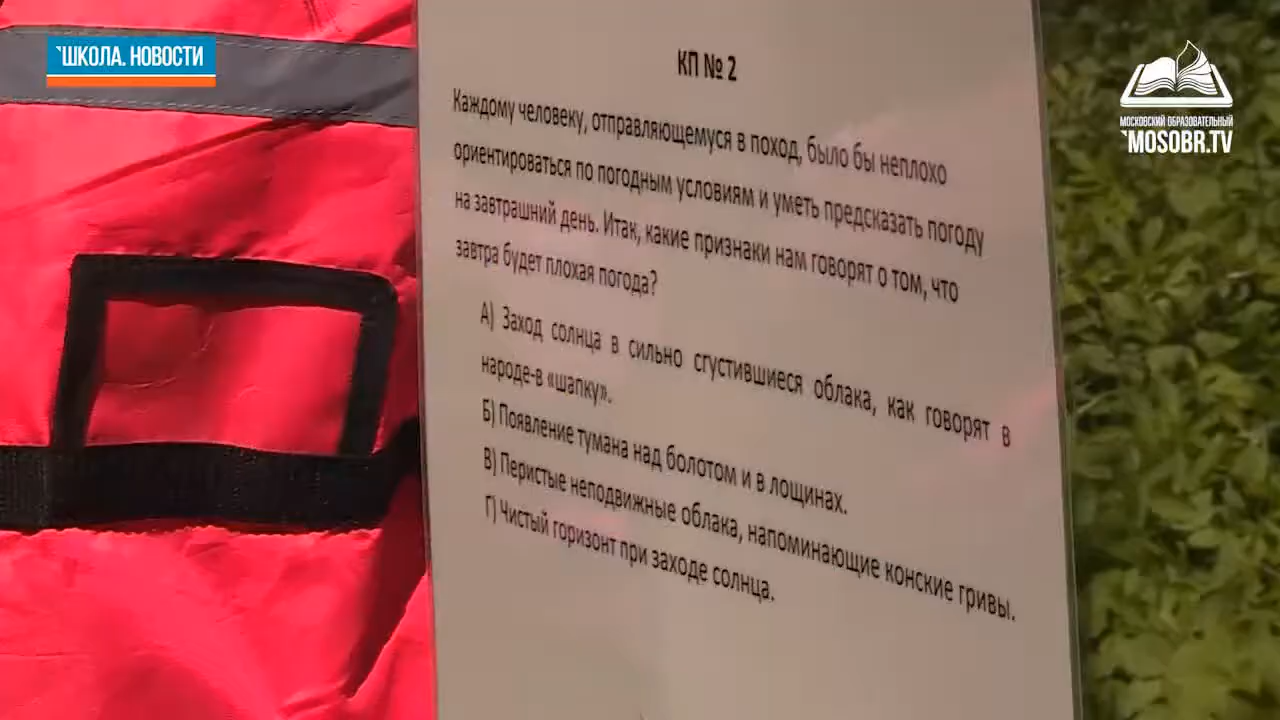 `ШКОЛА. НОВОСТИ
МОСКОВСКИЙ ОБРАЗОВАТЕЛЬНЫЙ
`MOSOBR.TV
КП № 2
Каждому человеку, отправляющемуся в поход, было бы неплохо
ориентироваться по погодным условиям и уметь предсказать погоду
на завтрашний день. Итак, какие признаки нам говорят о том, что
завтра будет плохая погода?
А) Заход солнца в сильно сгустившиеся облака, как говорят в
народе-в «шапку».
Б) Появление тумана над болотом и в лощинах.
В) Перистые неподвижные облака, напоминающие конские гривы.
Г) Чистый горизонт при заходе солнца.